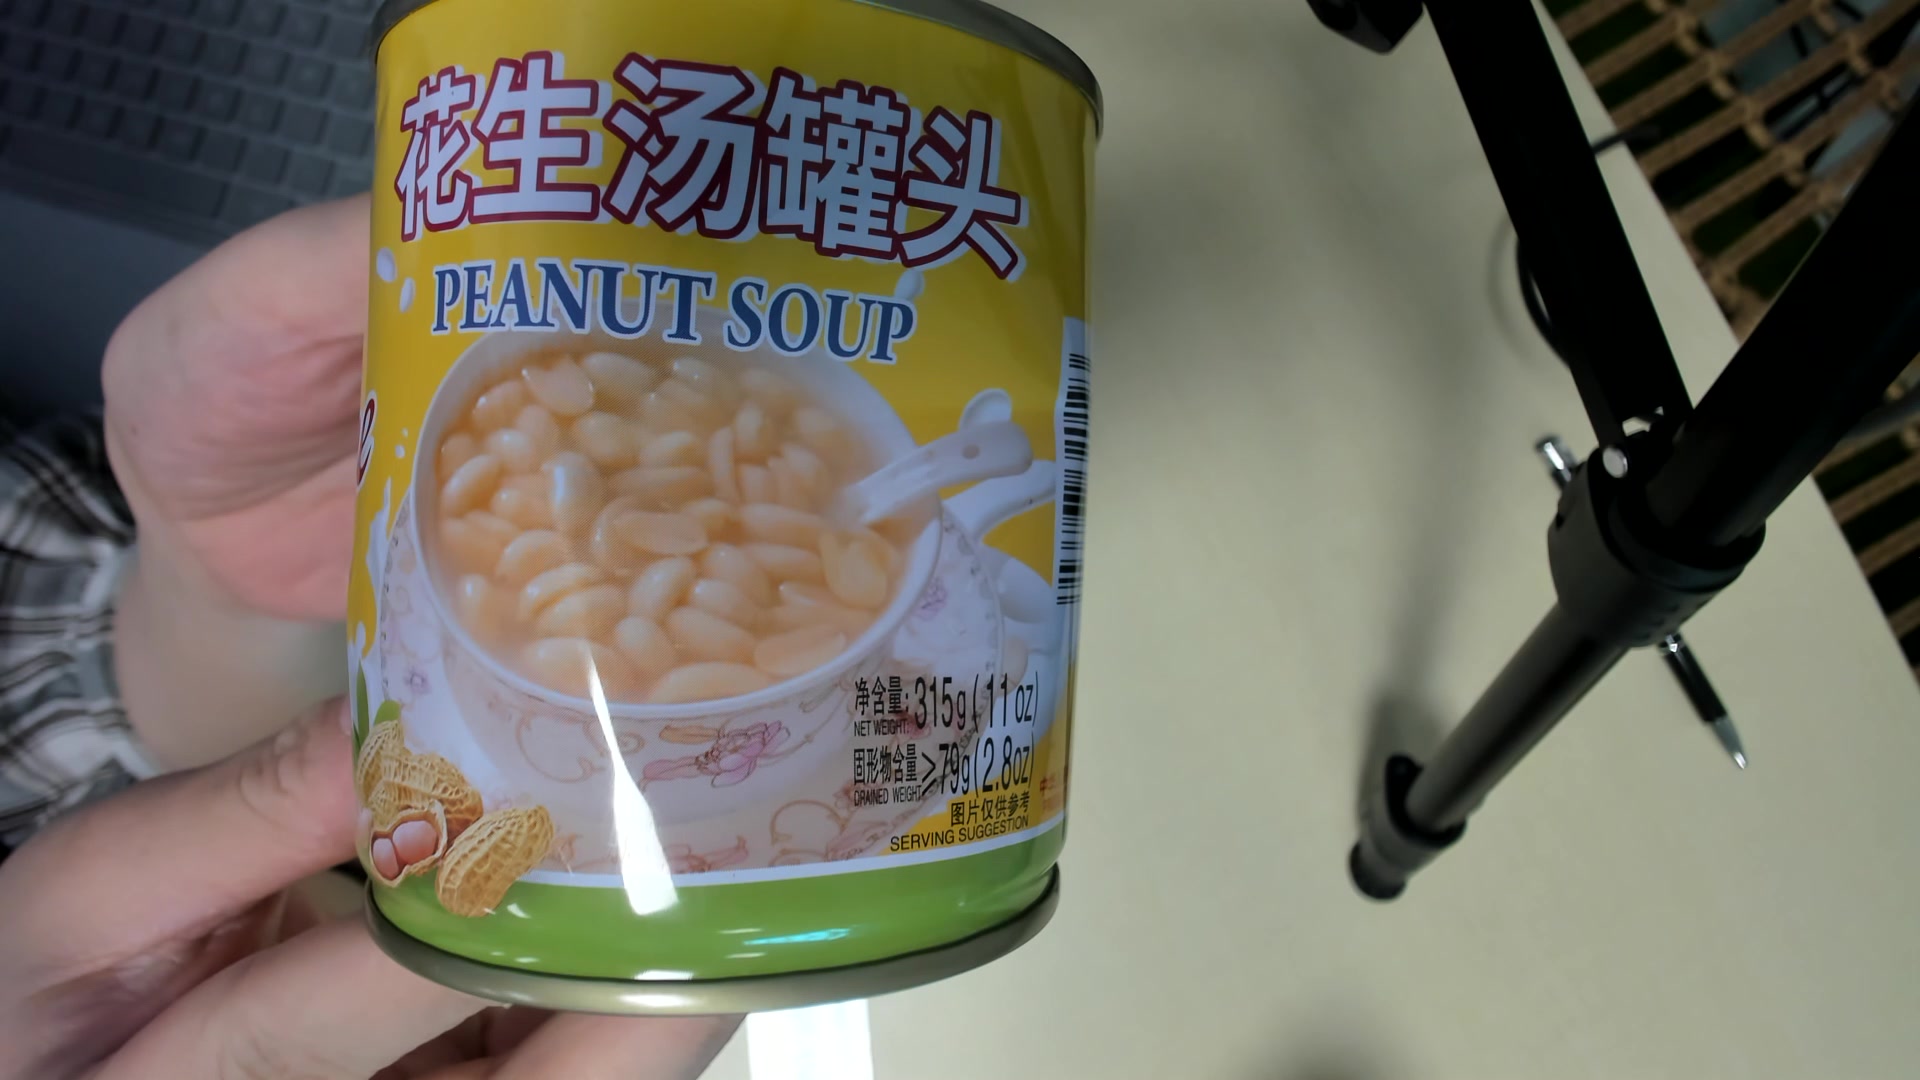 花生汤罐头
PEANUT SOUP
净含量: 315g(11oz)
NET WEIGHT:
固形物含量≥79g(2.8oz)
DRAINED WEIGHT:
图片仅供参考
SERVING SUGGESTION